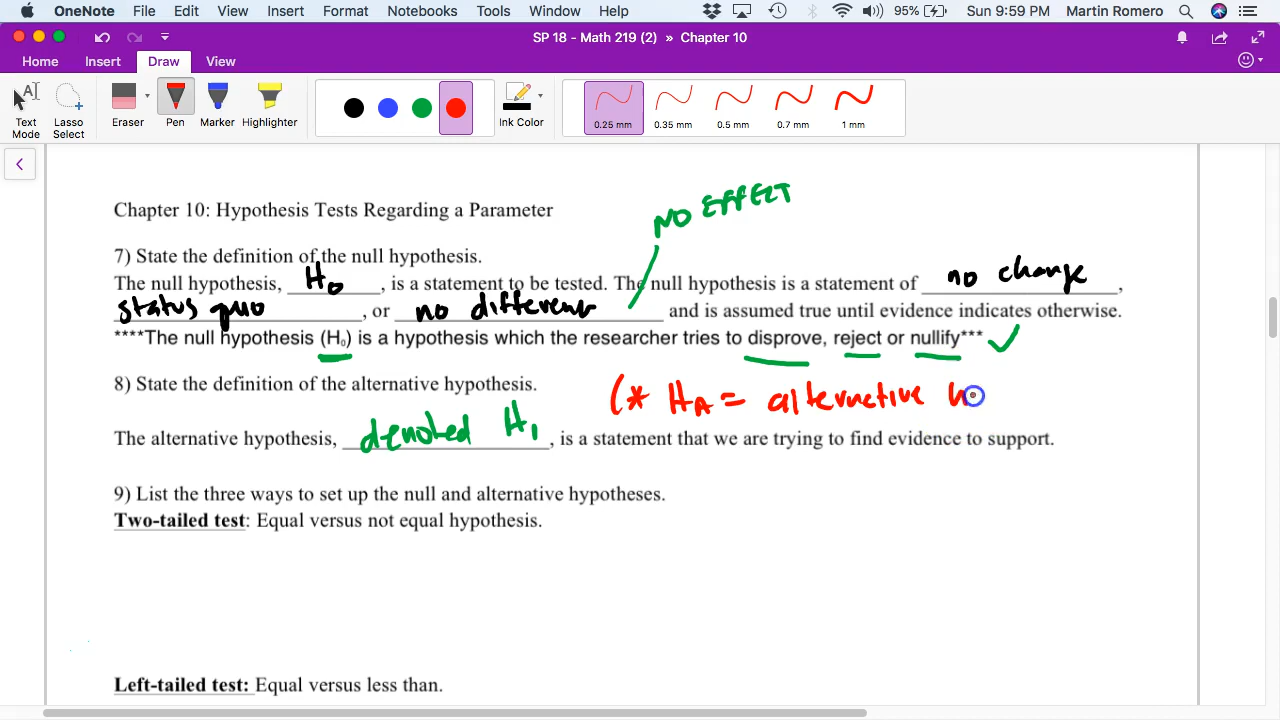 OneNote File Edit View Insert Format Notebooks Tools Window Help 95% Sun 9:59 PM Martin Romero
SP 18 - Math 219 (2) » Chapter 10
Home Insert Draw View
Text Mode Lasso Select Eraser Pen Marker Highlighter Ink Color 0.25 mm 0.35 mm 0.5 mm 0.7 mm 1 mm
NO EFFECT
Chapter 10: Hypothesis Tests Regarding a Parameter
7) State the definition of the null hypothesis.
The null hypothesis, H₀, is a statement to be tested. The null hypothesis is a statement of no change,
status quo, or no difference and is assumed true until evidence indicates otherwise.
****The null hypothesis (H₀) is a hypothesis which the researcher tries to disprove, reject or nullify***
8) State the definition of the alternative hypothesis.
(* HA = alternative h
The alternative hypothesis, denoted H₁, is a statement that we are trying to find evidence to support.
9) List the three ways to set up the null and alternative hypotheses.
Two-tailed test: Equal versus not equal hypothesis.
Left-tailed test: Equal versus less than.